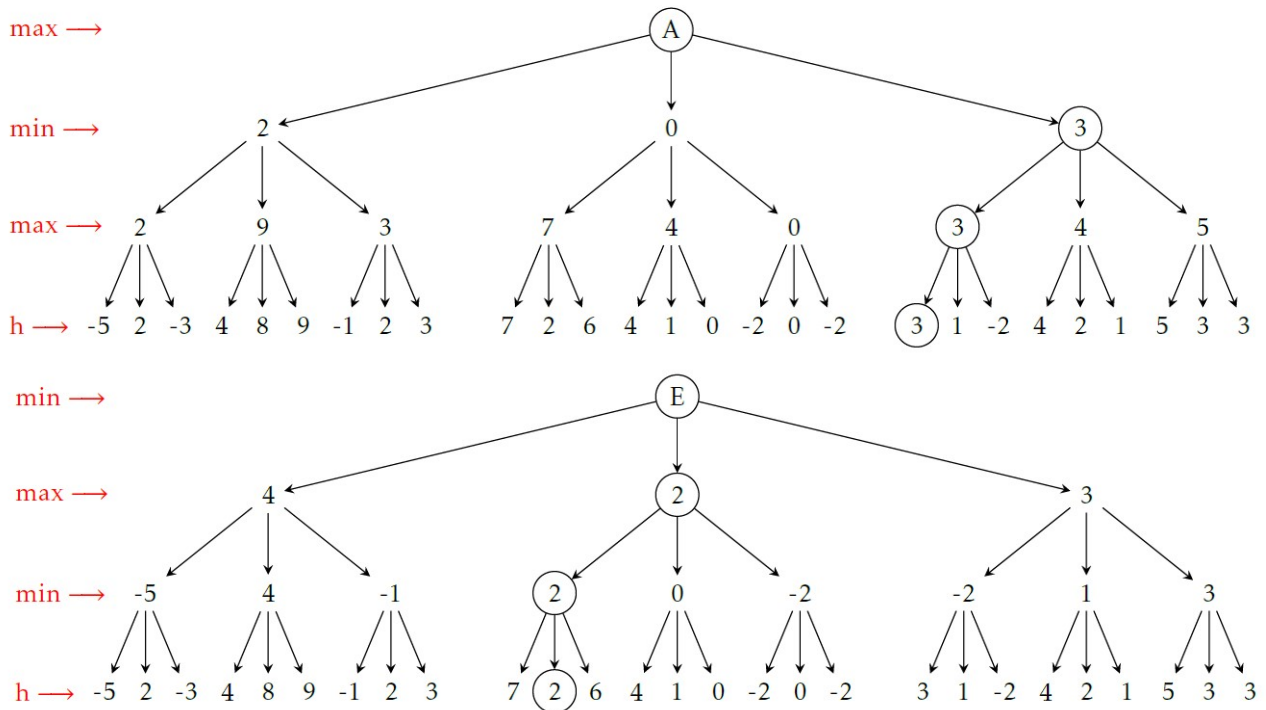 max → A
min → 2 0 3
max → 2 9 3 7 4 0 3 4 5
h → -5 2 -3 4 8 9 -1 2 3 7 2 6 4 1 0 -2 0 -2 3 1 -2 4 2 1 5 3 3
min → E
max → 4 2 3
min → -5 4 -1 2 0 -2 -2 1 3
h → -5 2 -3 4 8 9 -1 2 3 7 2 6 4 1 0 -2 0 -2 3 1 -2 4 2 1 5 3 3